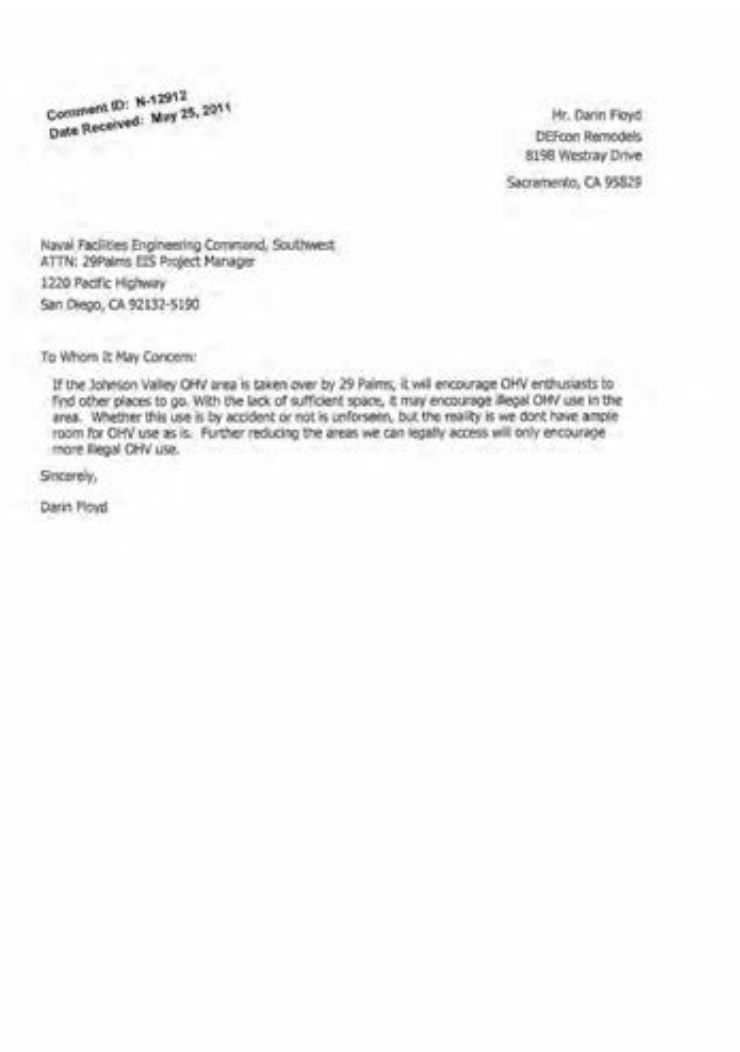 Comment ID: N-12912
Date Received: May 25, 2011
Mr. Darin Floyd
DEFcon Remodels
8198 Westray Drive
Sacramento, CA 95829
Naval Facilities Engineering Command, Southwest
ATTN: 29Palms EIS Project Manager
1220 Pacific Highway
San Diego, CA 92132-5190
To Whom It May Concern:
If the Johnson Valley OHV area is taken over by 29 Palms, it will encourage OHV enthusiasts to
find other places to go. With the lack of sufficient space, it may encourage illegal OHV use in the
area. Whether this use is by accident or not is unforseen, but the reality is we dont have ample
room for OHV use as is. Further reducing the areas we can legally access will only encourage
more illegal OHV use.
Sincerely,
Darin Floyd